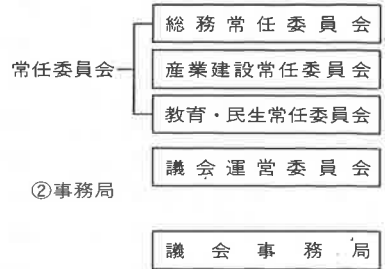 総務常任委員会
常任委員会
産業建設常任委員会
教育・民生常任委員会
議会運営委員会
②事務局
議会事務局